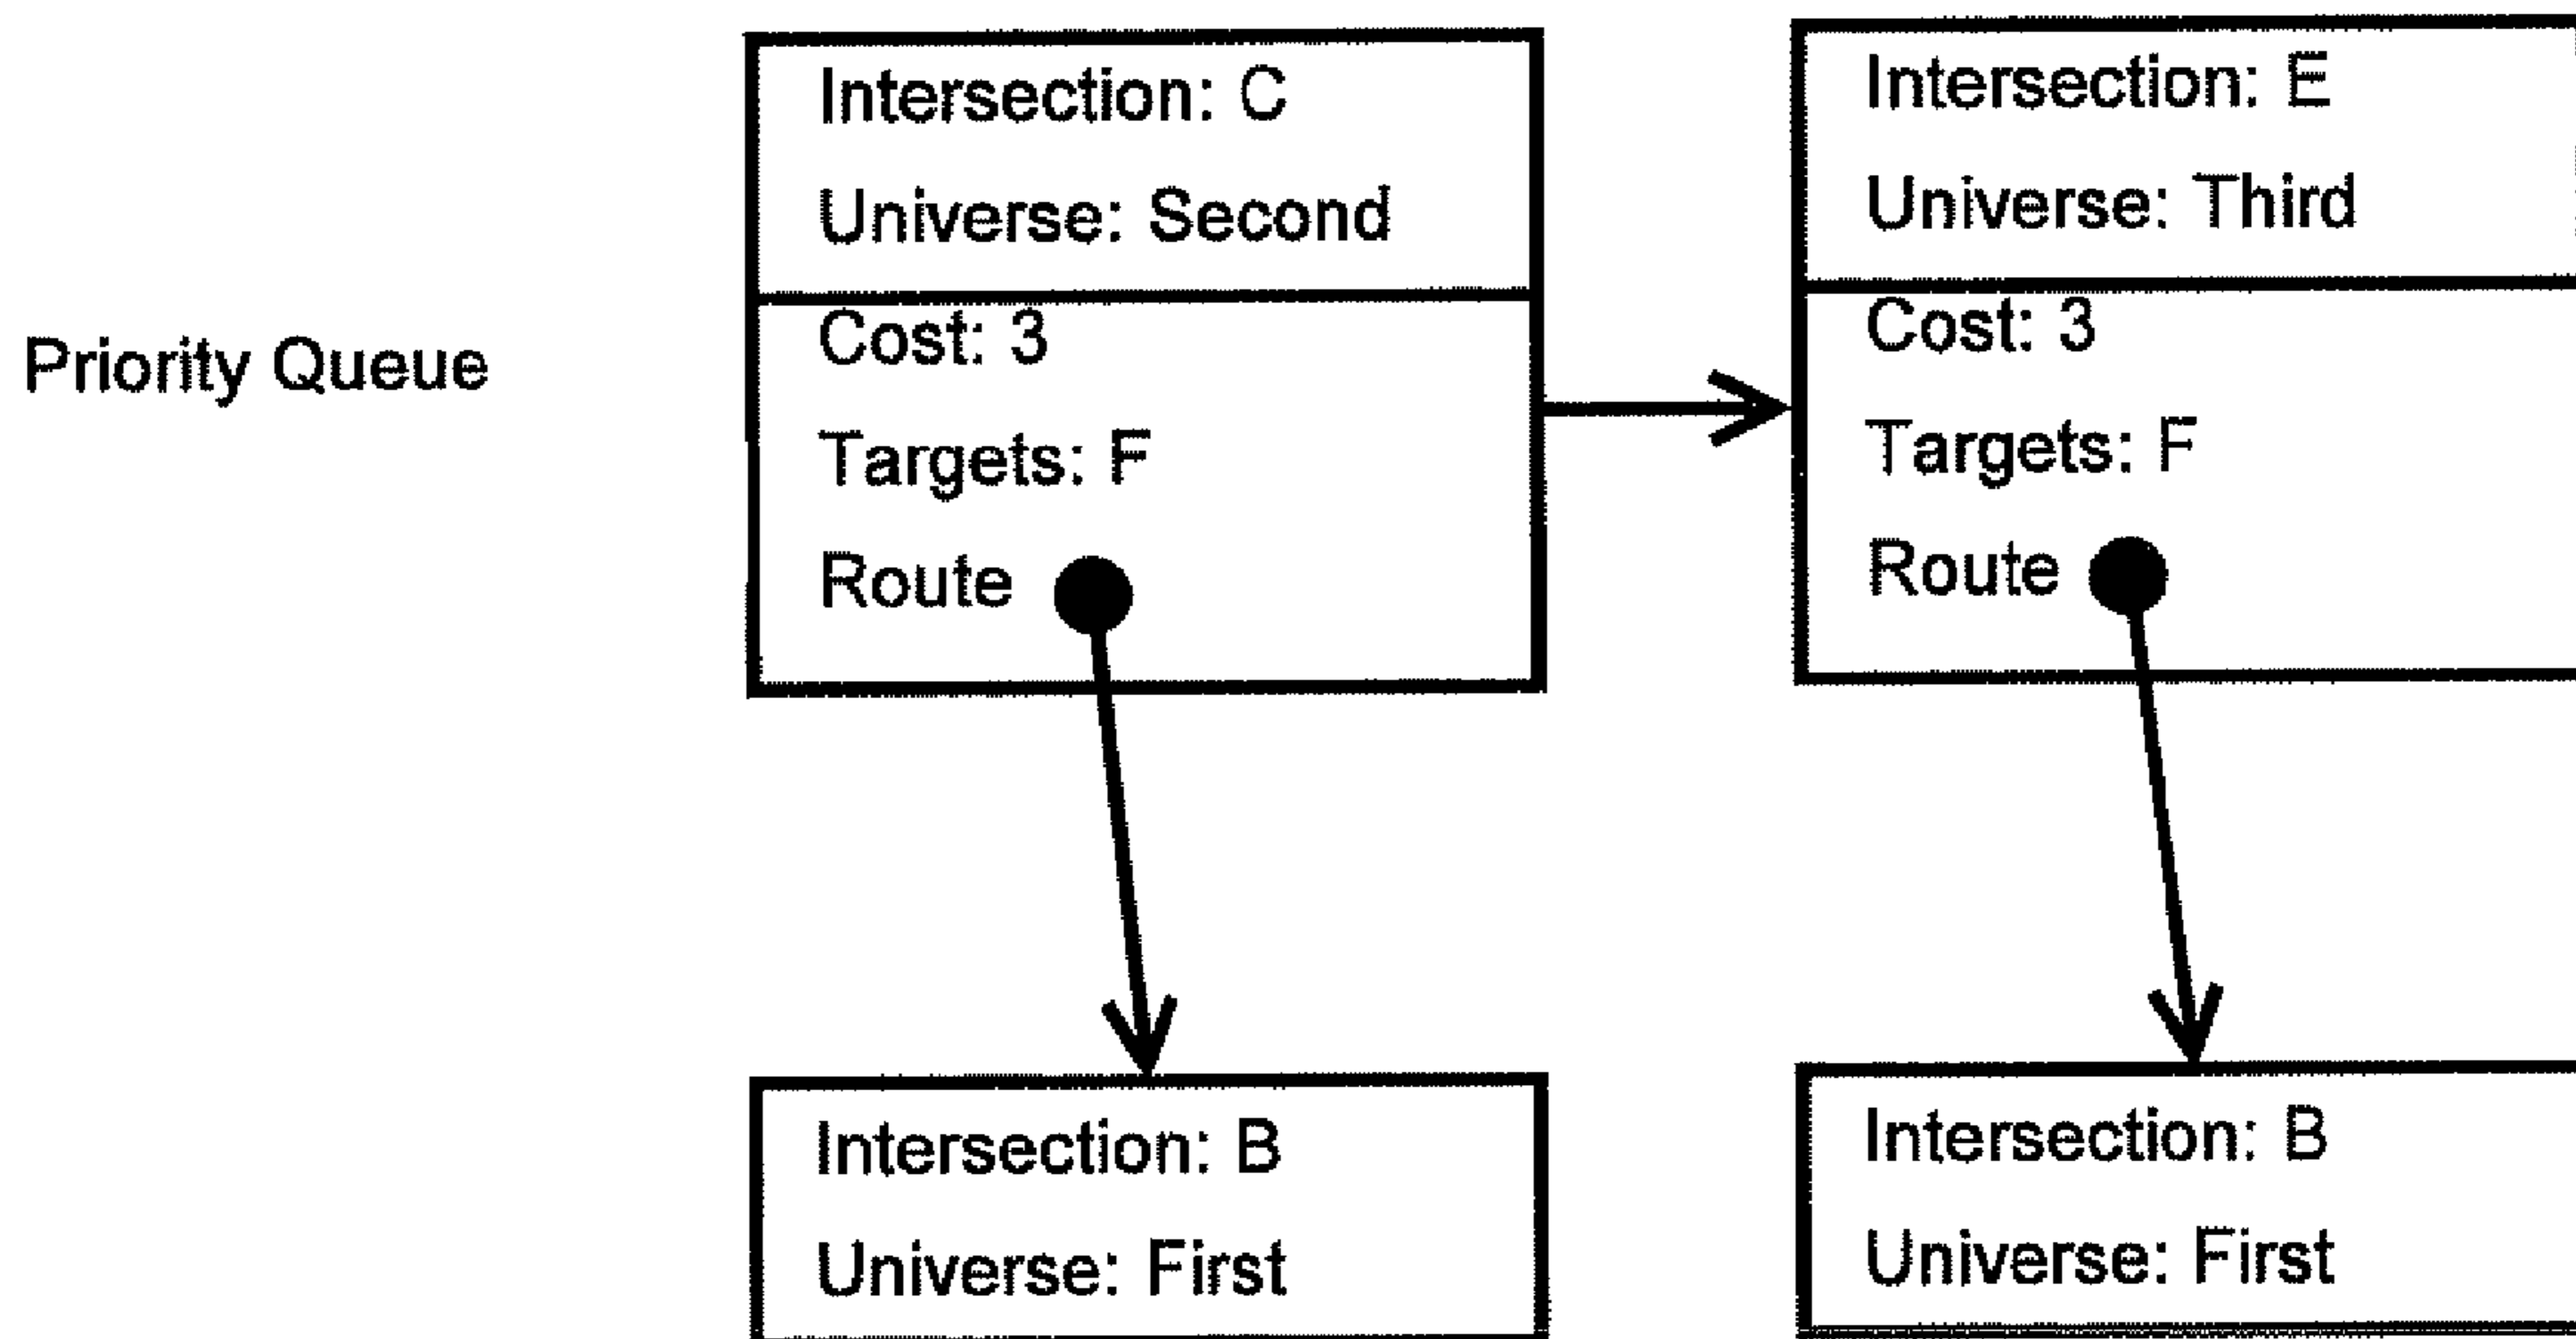 Priority Queue
Intersection: C
Universe: Second
Cost: 3
Targets: F
Route
Intersection: E
Universe: Third
Cost: 3
Targets: F
Route
Intersection: B
Universe: First
Intersection: B
Universe: First